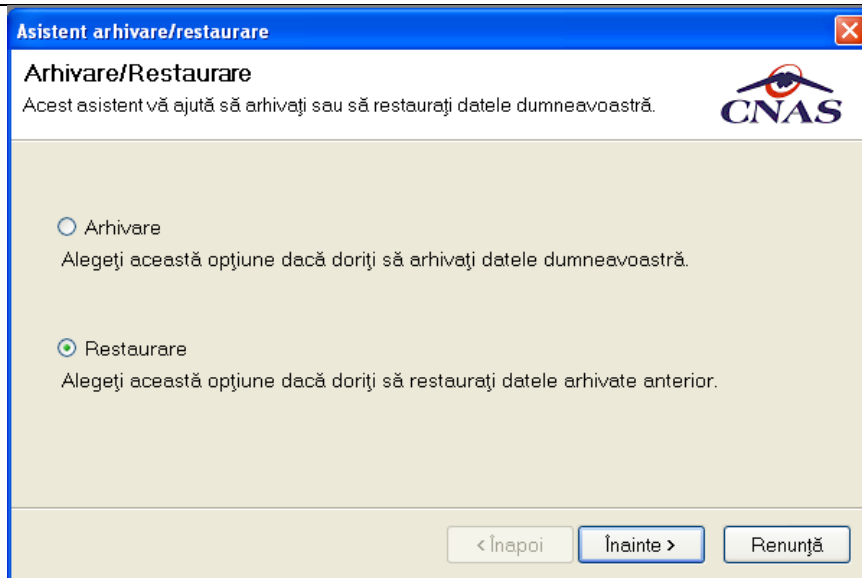 Asistent arhivare/restaurare
Arhivare/Restaurare
Acest asistent vă ajută să arhivaţi sau să restauraţi datele dumneavoastră.
CNAS
Arhivare
Alegeţi această opţiune dacă doriţi să arhivaţi datele dumneavoastră.
Restaurare
Alegeţi această opţiune dacă doriţi să restauraţi datele arhivate anterior.
< Înapoi
Înainte >
Renunţă